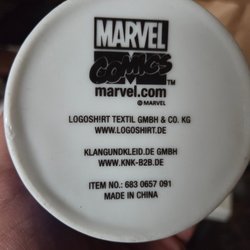 MARVEL
COMICS
TM
marvel.com
© MARVEL
LOGOSHIRT TEXTIL GMBH & CO. KG
WWW.LOGOSHIRT.DE
KLANGUNDKLEID.DE GMBH
WWW.KNK-B2B.DE
ITEM NO.: 683 0657 091
MADE IN CHINA